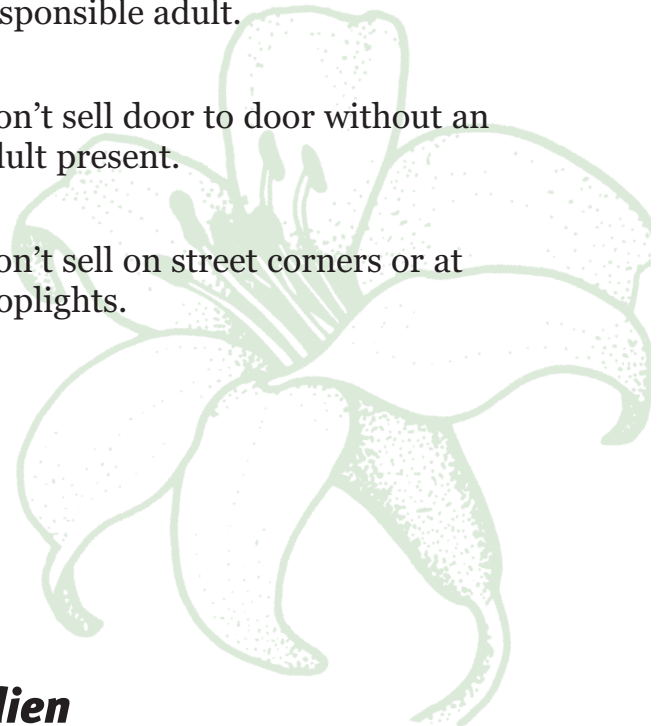 sponsible adult.
on’t sell door to door without an
dult present.
on’t sell on street corners or at
oplights.
lien